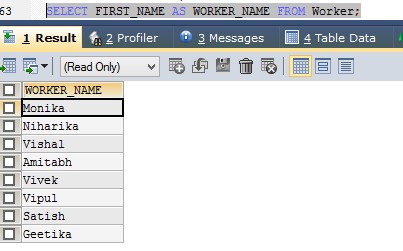 63 SELECT FIRST_NAME AS WORKER_NAME FROM Worker;
1 Result 2 Profiler 3 Messages 4 Table Data
(Read Only)
WORKER_NAME
Monika
Niharika
Vishal
Amitabh
Vivek
Vipul
Satish
Geetika